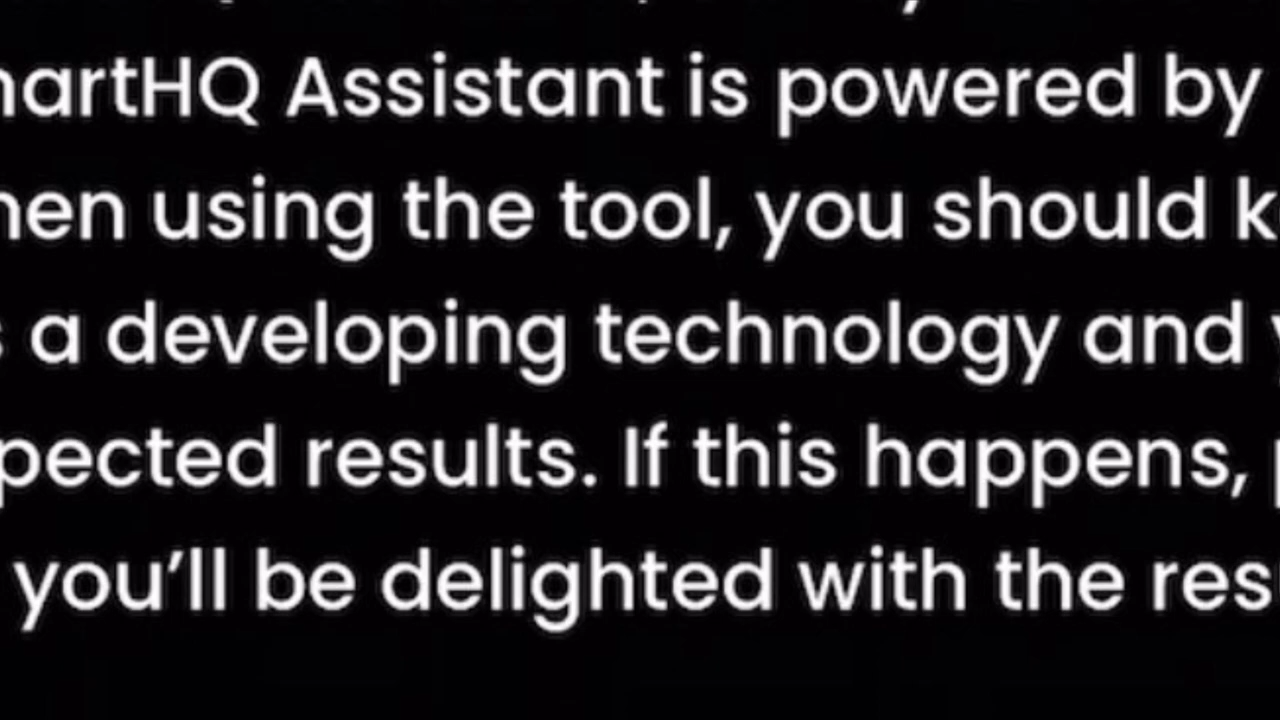 martHQ Assistant is powered by
hen using the tool, you should k
s a developing technology and y
pected results. If this happens, p
you’ll be delighted with the res